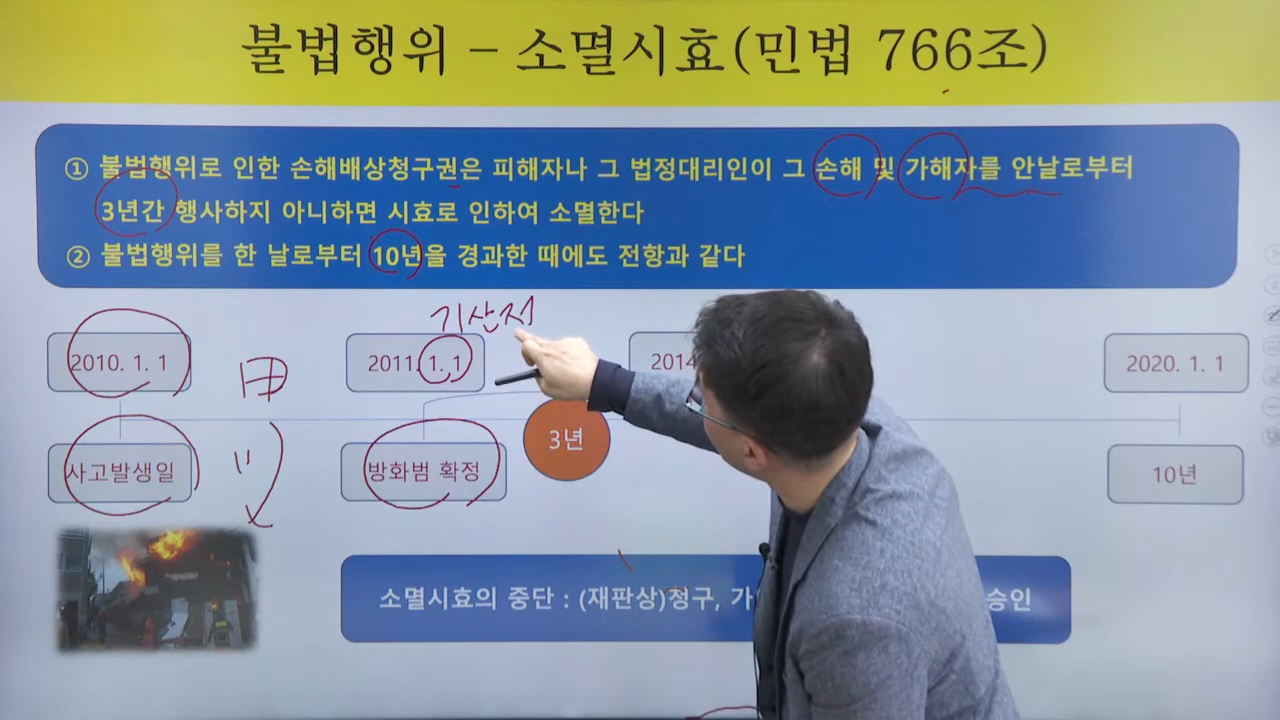 불법행위 – 소멸시효(민법 766조)
① 불법행위로 인한 손해배상청구권은 피해자나 그 법정대리인이 그 손해 및 가해자를 안날로부터
3년간 행사하지 아니하면 시효로 인하여 소멸한다
② 불법행위를 한 날로부터 10년을 경과한 때에도 전항과 같다
기산점
2010. 1. 1
2011. 1. 1
2014
2020. 1. 1
3년
사고발생일
방화범 확정
10년
소멸시효의 중단 : (재판상)청구, 가
승인